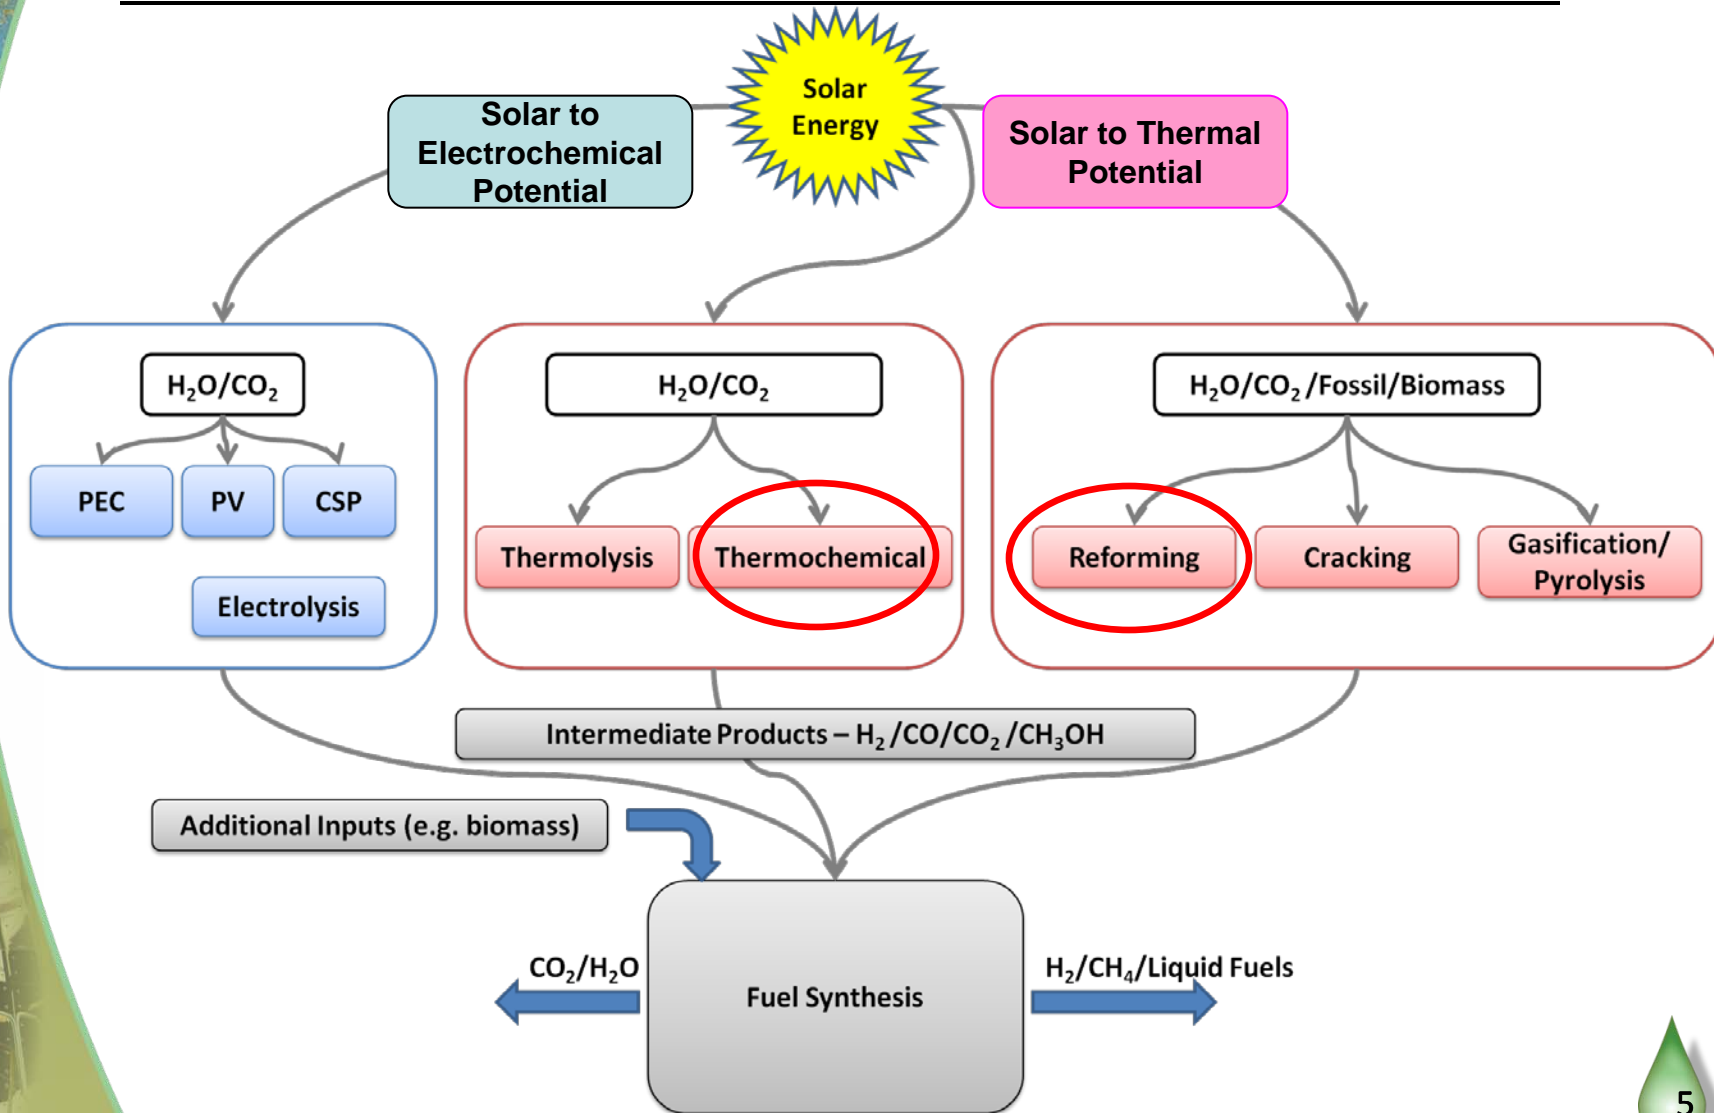 Solar
Energy
Solar to
Electrochemical
Potential
Solar to Thermal
Potential
H₂O/CO₂
PEC
PV
CSP
Electrolysis
H₂O/CO₂
Thermolysis
Thermochemical
H₂O/CO₂/Fossil/Biomass
Reforming
Cracking
Gasification/
Pyrolysis
Intermediate Products – H₂/CO/CO₂/CH₃OH
Additional Inputs (e.g. biomass)
CO₂/H₂O
Fuel Synthesis
H₂/CH₄/Liquid Fuels
5